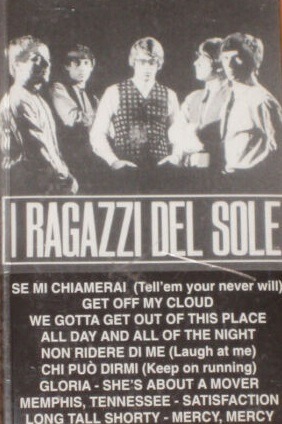 I RAGAZZI DEL SOLE
SE MI CHIAMERAI (Tell'em your never will)
GET OFF MY CLOUD
WE GOTTA GET OUT OF THIS PLACE
ALL DAY AND ALL OF THE NIGHT
NON RIDERE DI ME (Laugh at me)
CHI PUÒ DIRMI (Keep on running)
GLORIA - SHE'S ABOUT A MOVER
MEMPHIS, TENNESSEE - SATISFACTION
LONG TALL SHORTY - MERCY, MERCY